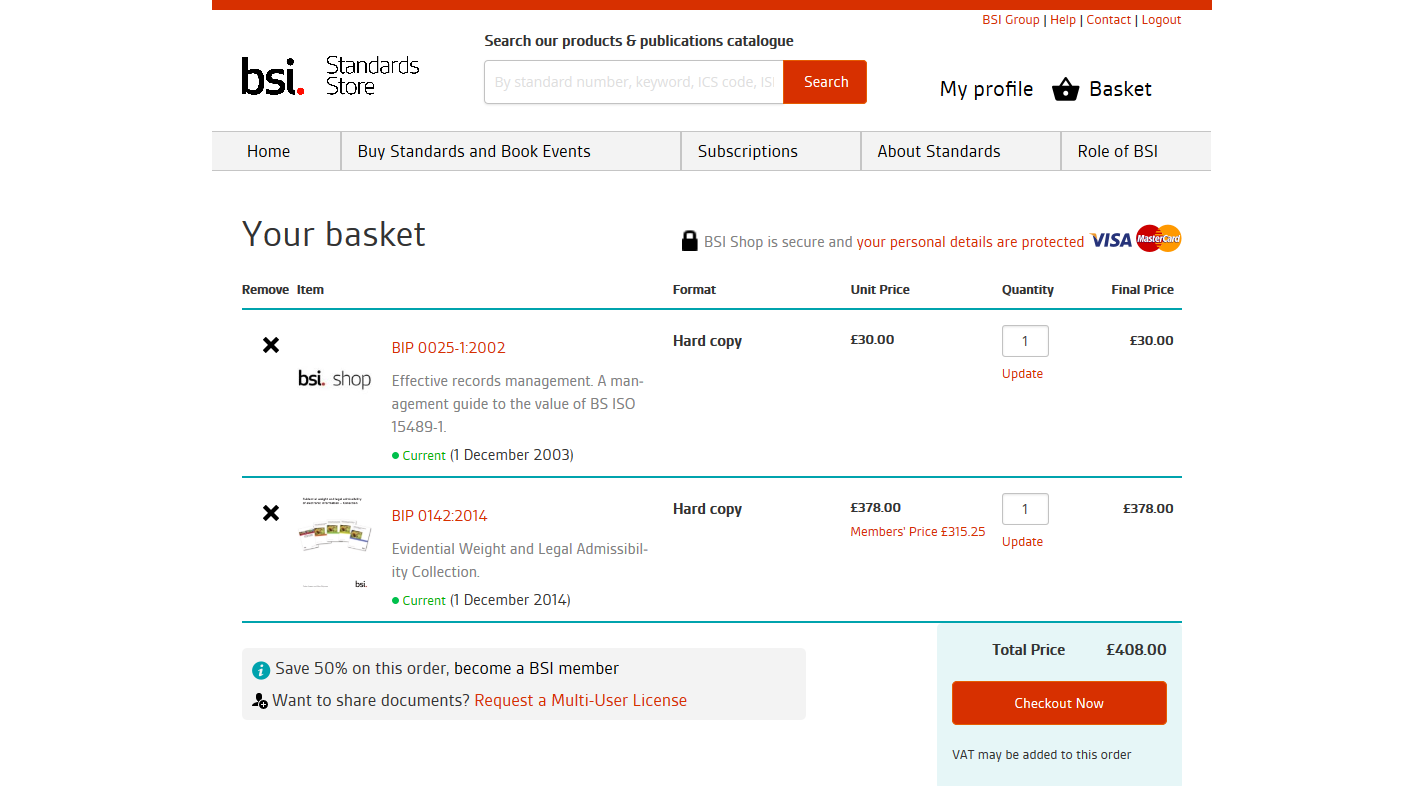 BSI Group | Help | Contact | Logout
Search our products & publications catalogue
bsi. Standards Store
By standard number, keyword, ICS code, ISI
Search
My profile
Basket
Home
Buy Standards and Book Events
Subscriptions
About Standards
Role of BSI
Your basket
BSI Shop is secure and your personal details are protected
VISA MasterCard
Remove Item Format Unit Price Quantity Final Price
BIP 0025-1:2002
Hard copy
£30.00
1
£30.00
Update
bsi. shop
Effective records management. A man-
agement guide to the value of BS ISO
15489-1.
Current (1 December 2003)
BIP 0142:2014
Hard copy
£378.00
Members' Price £315.25
1
£378.00
Update
Evidential Weight and Legal Admissibil-
ity Collection.
bsi.
Current (1 December 2014)
Save 50% on this order, become a BSI member
Want to share documents? Request a Multi-User License
Total Price £408.00
Checkout Now
VAT may be added to this order